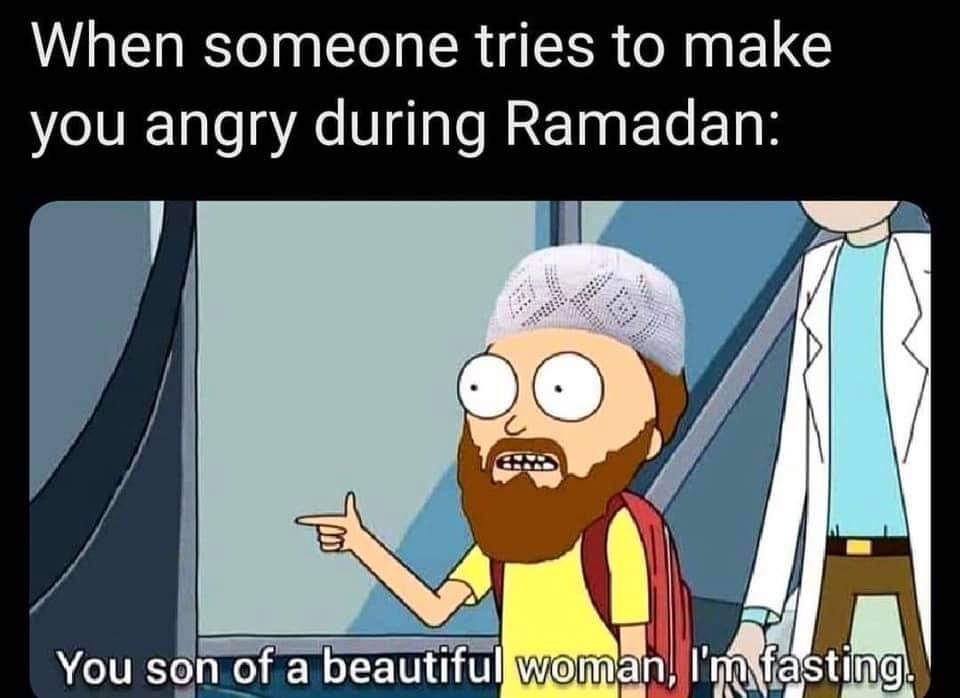 When someone tries to make
you angry during Ramadan:
You son of a beautiful woman, I'm fasting.